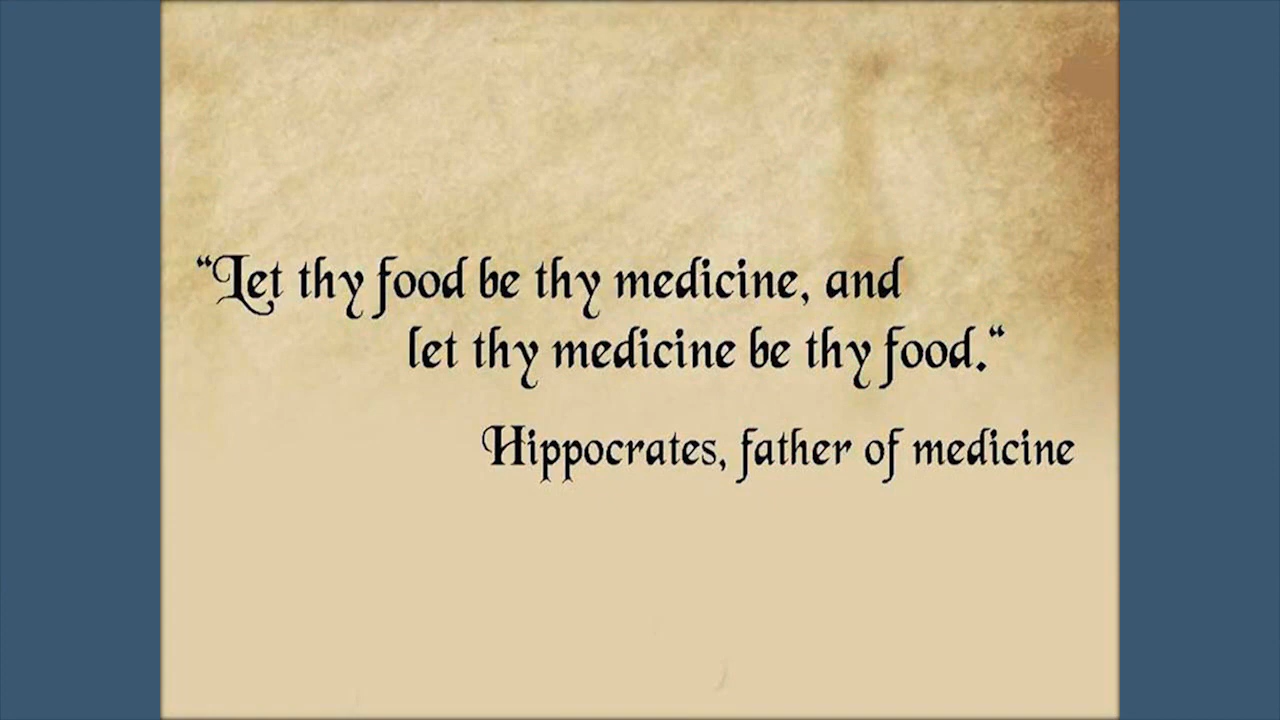 “Let thy food be thy medicine, and
let thy medicine be thy food.“
Hippocrates, father of medicine